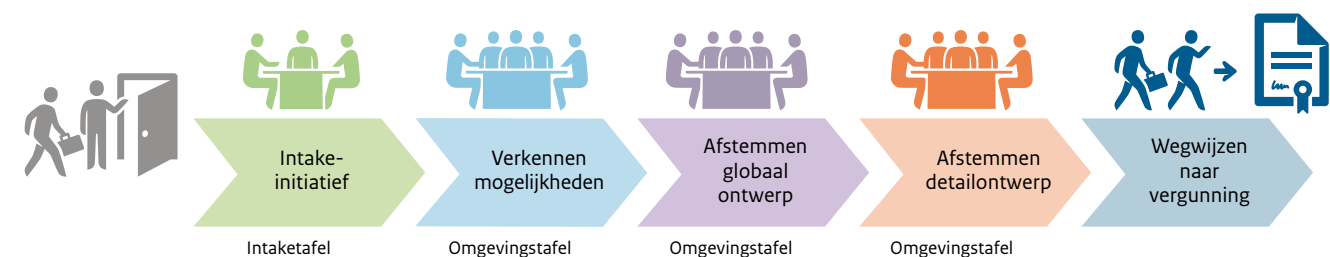 Intake-
initiatief
Verkennen
mogelijkheden
Afstemmen
globaal
ontwerp
Afstemmen
detailontwerp
Wegwijzen
naar
vergunning
Intaketafel
Omgevingstafel
Omgevingstafel
Omgevingstafel